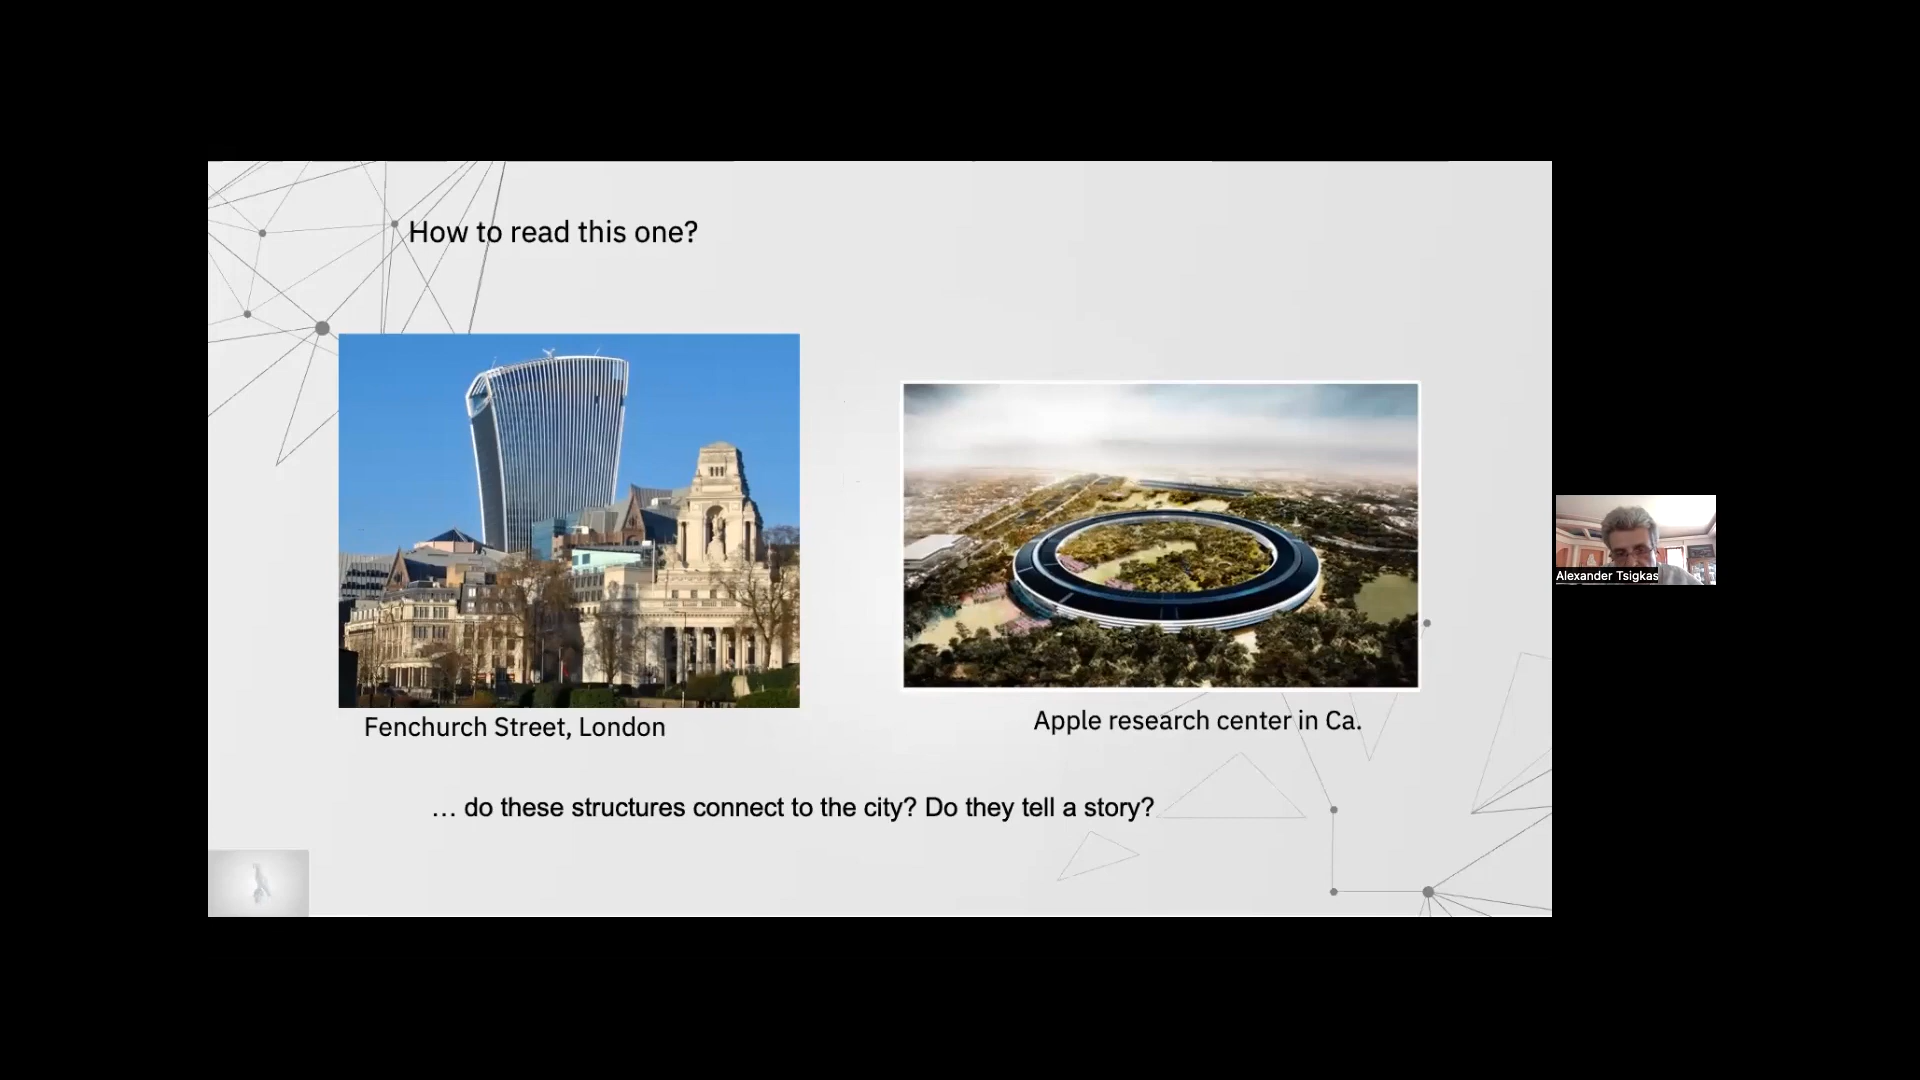 How to read this one?
Fenchurch Street, London
Apple research center in Ca.
… do these structures connect to the city? Do they tell a story?
Alexander Tsigkas